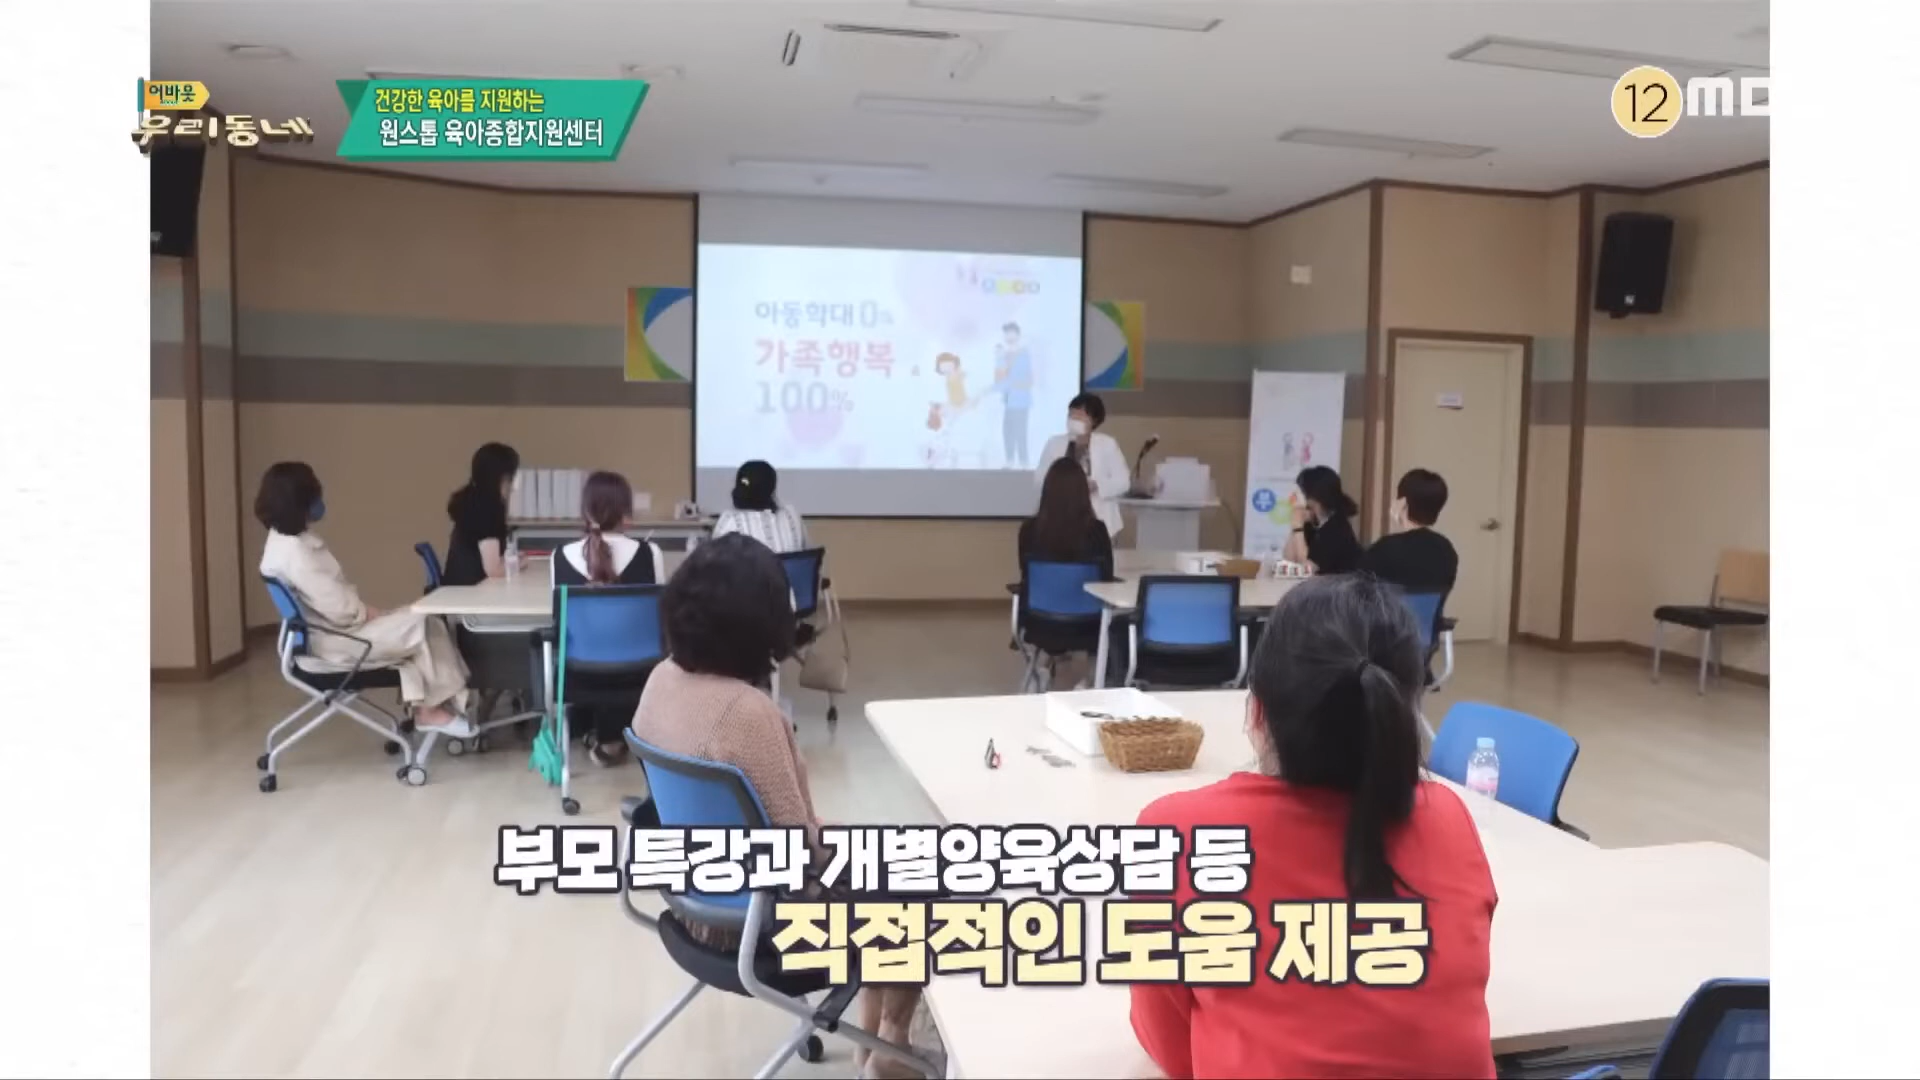 어바웃
우리동네
건강한 육아를 지원하는
원스톱 육아종합지원센터
12 MBC
아동학대 0%
가족행복
100%
부
부모 특강과 개별양육상담 등
직접적인 도움 제공